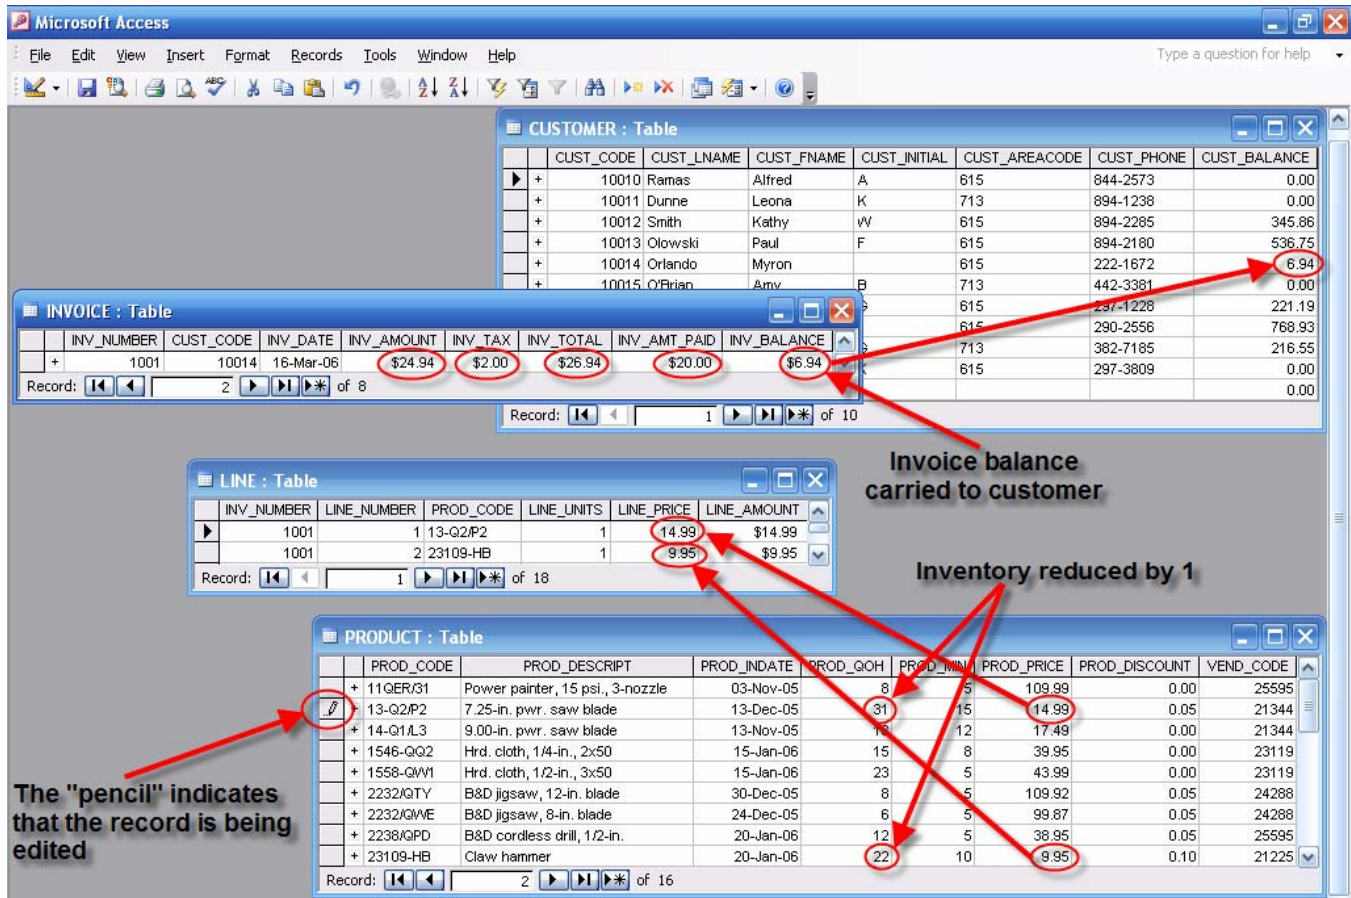 Microsoft Access
File Edit View Insert Format Records Tools Window Help
Type a question for help
CUSTOMER : Table
CUST_CODE CUST_LNAME CUST_FNAME CUST_INITIAL CUST_AREACODE CUST_PHONE CUST_BALANCE
+ 10010 Ramas Alfred A 615 844-2573 0.00
+ 10011 Dunne Leona K 713 894-1238 0.00
+ 10012 Smith Kathy W 615 894-2285 345.86
+ 10013 Olowski Paul F 615 894-2180 536.75
+ 10014 Orlando Myron 615 222-1672 6.94
+ 10015 O'Brian Amy B 713 442-3381 0.00
615 297-1228 221.19
615 290-2556 768.93
713 382-7185 216.55
615 297-3809 0.00
0.00
Record: 1 of 10
INVOICE : Table
INV_NUMBER CUST_CODE INV_DATE INV_AMOUNT INV_TAX INV_TOTAL INV_AMT_PAID INV_BALANCE
+ 1001 10014 16-Mar-06 $24.94 $2.00 $26.94 $20.00 $6.94
Record: 2 of 8
Invoice balance
carried to customer
LINE : Table
INV_NUMBER LINE_NUMBER PROD_CODE LINE_UNITS LINE_PRICE LINE_AMOUNT
1001 1 13-Q2/P2 1 14.99 $14.99
1001 2 23109-HB 1 9.95 $9.95
Record: 1 of 18
Inventory reduced by 1
PRODUCT : Table
PROD_CODE PROD_DESCRIPT PROD_INDATE PROD_QOH PROD_MIN PROD_PRICE PROD_DISCOUNT VEND_CODE
+ 11QER/31 Power painter, 15 psi., 3-nozzle 03-Nov-05 8 5 109.99 0.00 25595
+ 13-Q2/P2 7.25-in. pwr. saw blade 13-Dec-05 31 15 14.99 0.05 21344
+ 14-Q1/L3 9.00-in. pwr. saw blade 13-Nov-05 12 17.49 0.00 21344
+ 1546-QQ2 Hrd. cloth, 1/4-in., 2x50 15-Jan-06 15 8 39.95 0.00 23119
+ 1558-QW1 Hrd. cloth, 1/2-in., 3x50 15-Jan-06 23 5 43.99 0.00 23119
+ 2232/QTY B&D jigsaw, 12-in. blade 30-Dec-05 8 5 109.92 0.05 24288
+ 2232/QWE B&D jigsaw, 8-in. blade 24-Dec-05 6 5 99.87 0.05 24288
+ 2238/QPD B&D cordless drill, 1/2-in. 20-Jan-06 12 5 38.95 0.05 25595
+ 23109-HB Claw hammer 20-Jan-06 22 10 9.95 0.10 21225
Record: 2 of 16
The "pencil" indicates
that the record is being
edited